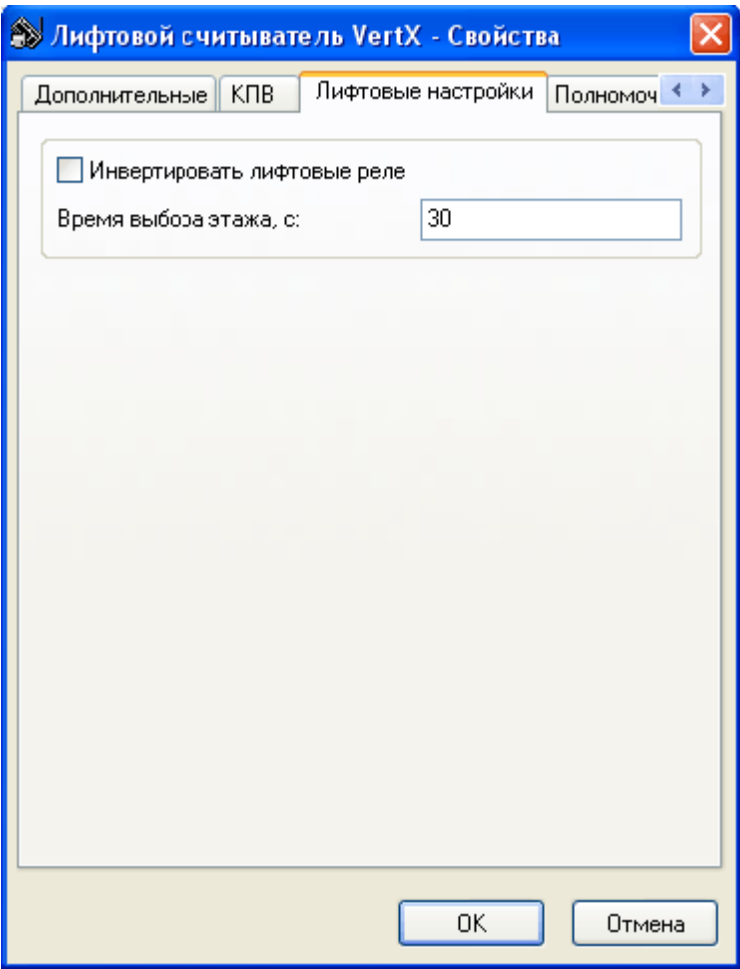 Лифтовой считыватель VertX - Свойства
Дополнительные КПВ Лифтовые настройки Полномоч
Инвертировать лифтовые реле
Время выбоза этажа, с: 30
OK Отмена